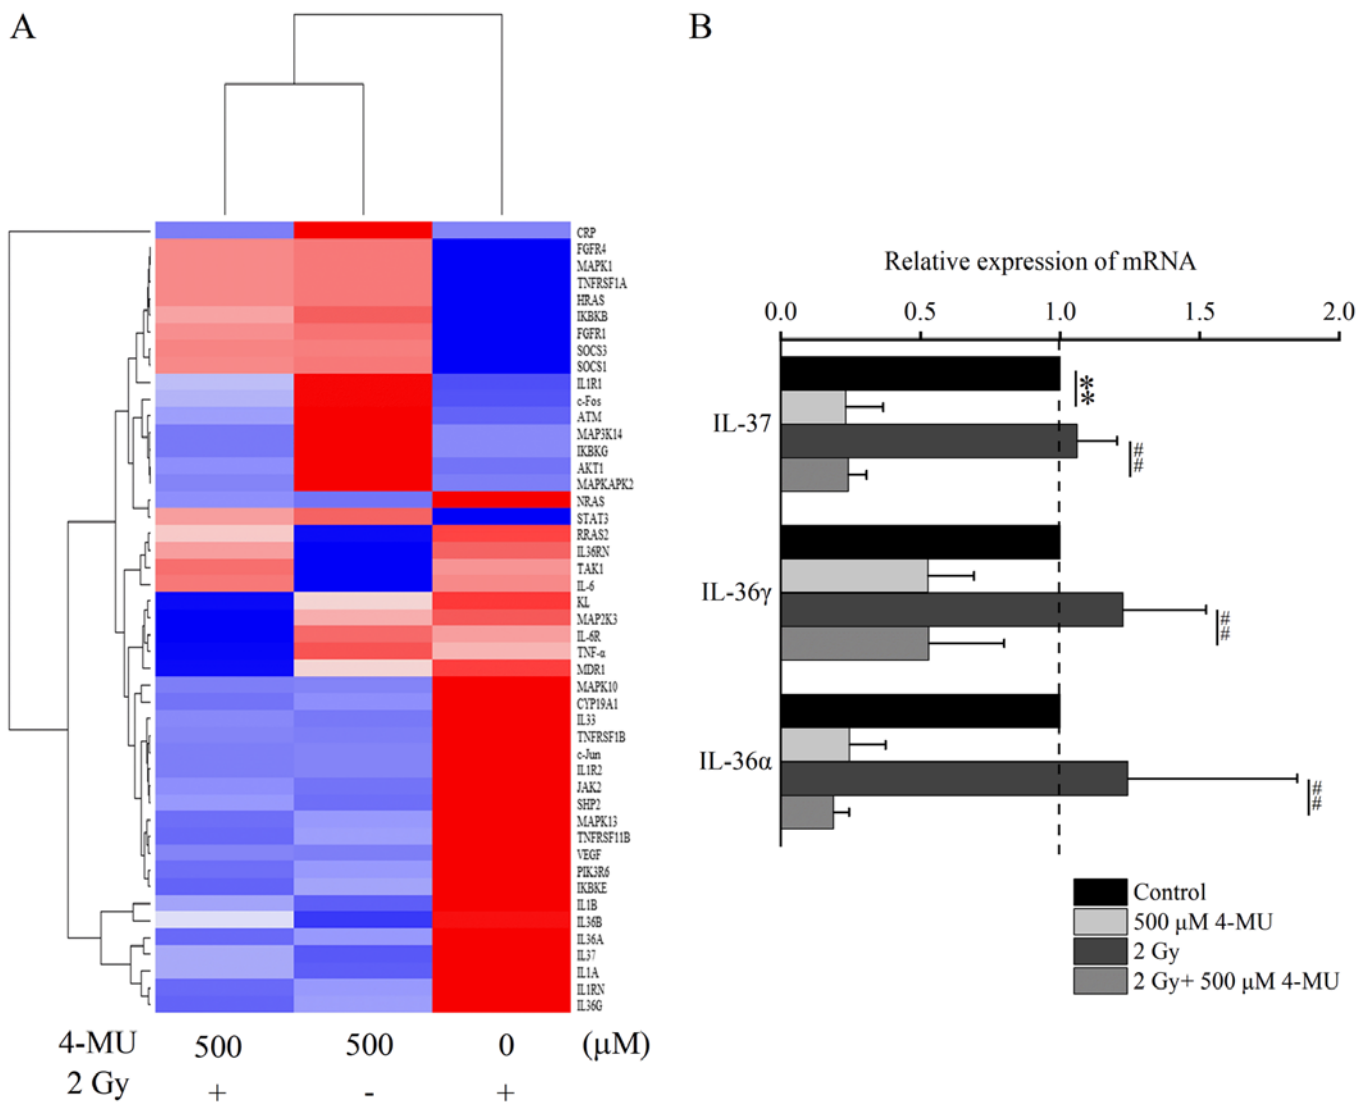 A
B
CRP
FGFR4
MAPK1
TNFRSF1A
HRAS
IKBKB
FGFR1
SOCS3
SOCS1
IL1R1
c-Fos
ATM
MAP3K14
IKBKG
AKT1
MAPKAPK2
NRAS
STAT3
RRAS2
IL36RN
TAK1
IL-6
KL
MAP2K3
IL-6R
TNF-α
MDR1
MAPK10
CYP19A1
IL33
TNFRSF1B
c-Jun
IL1R2
JAK2
SHP2
MAPK13
TNFRSF11B
VEGF
PIK3R6
IKBKE
IL1B
IL36B
IL36A
IL37
IL1A
IL1RN
IL36G
4-MU 500 500 0 (μM)
2 Gy + - +
Relative expression of mRNA
0.0 0.5 1.0 1.5 2.0
IL-37
**
##
IL-36γ
##
IL-36α
##
Control
500 μM 4-MU
2 Gy
2 Gy+ 500 μM 4-MU